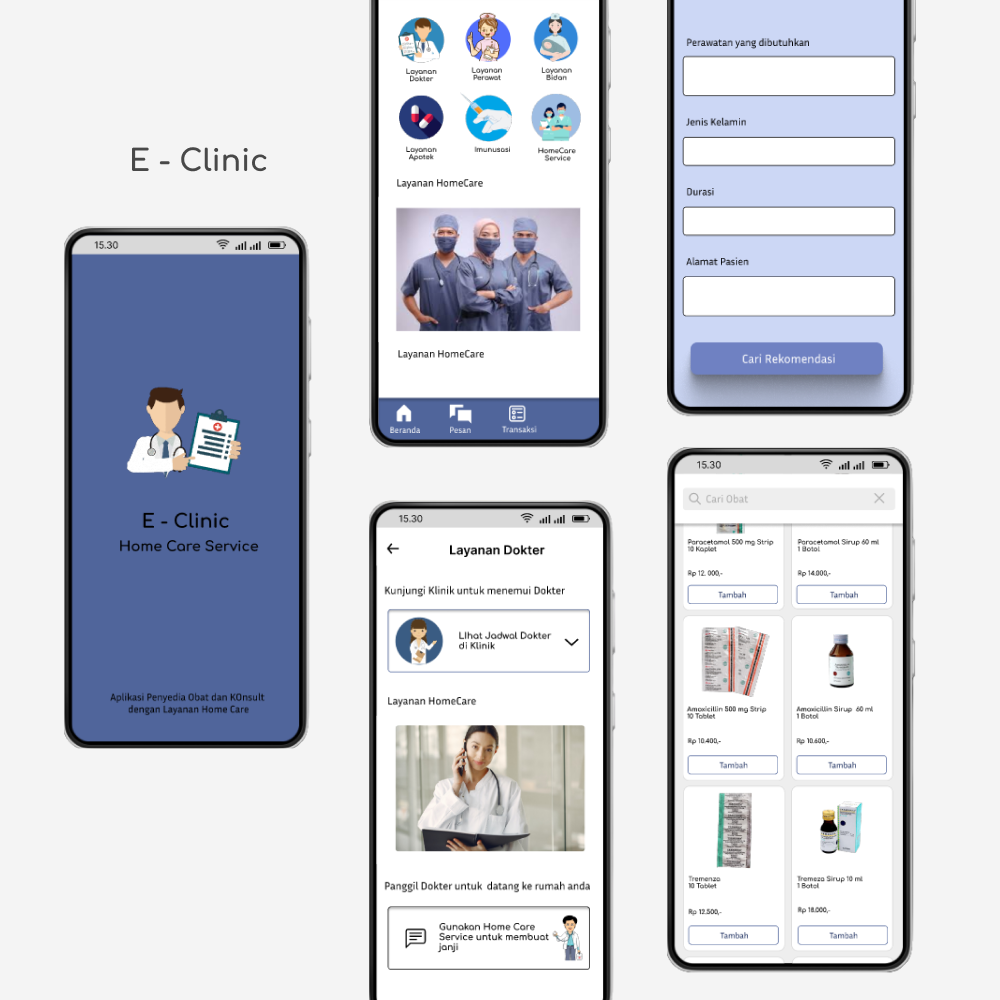 E - Clinic
15.30
E - Clinic
Home Care Service
Aplikasi Penyedia Obat dan KOnsult
dengan Layanan Home Care
Layanan
Dokter
Layanan
Perawat
Layanan
Bidan
Layanan
Apotek
Imunusasi
HomeCare
Service
Layanan HomeCare
Layanan HomeCare
Beranda
Pesan
Transaksi
15.30
Layanan Dokter
Kunjungi Klinik untuk menemui Dokter
LIhat Jadwal Dokter
di Klinik
Layanan HomeCare
Panggil Dokter untuk datang ke rumah anda
Gunakan Home Care
Service untuk membuat
janji
Perawatan yang dibutuhkan
Jenis Kelamin
Durasi
Alamat Pasien
Cari Rekomendasi
15.30
Cari Obat
Paracetamol 500 mg Strip
10 Kaplet
Rp 12. 000,-
Tambah
Paracetamol Sirup 60 ml
1 Botol
Rp 14.000,-
Tambah
Amoxicillin 500 mg Strip
10 Tablet
Rp 10.400,-
Tambah
Amoxicillin Sirup 60 ml
1 Botol
Rp 10.600,-
Tambah
Tremenza
10 Tablet
Rp 12.500,-
Tambah
Tremeza Sirup 10 ml
1 Botol
Rp 18.000,-
Tambah